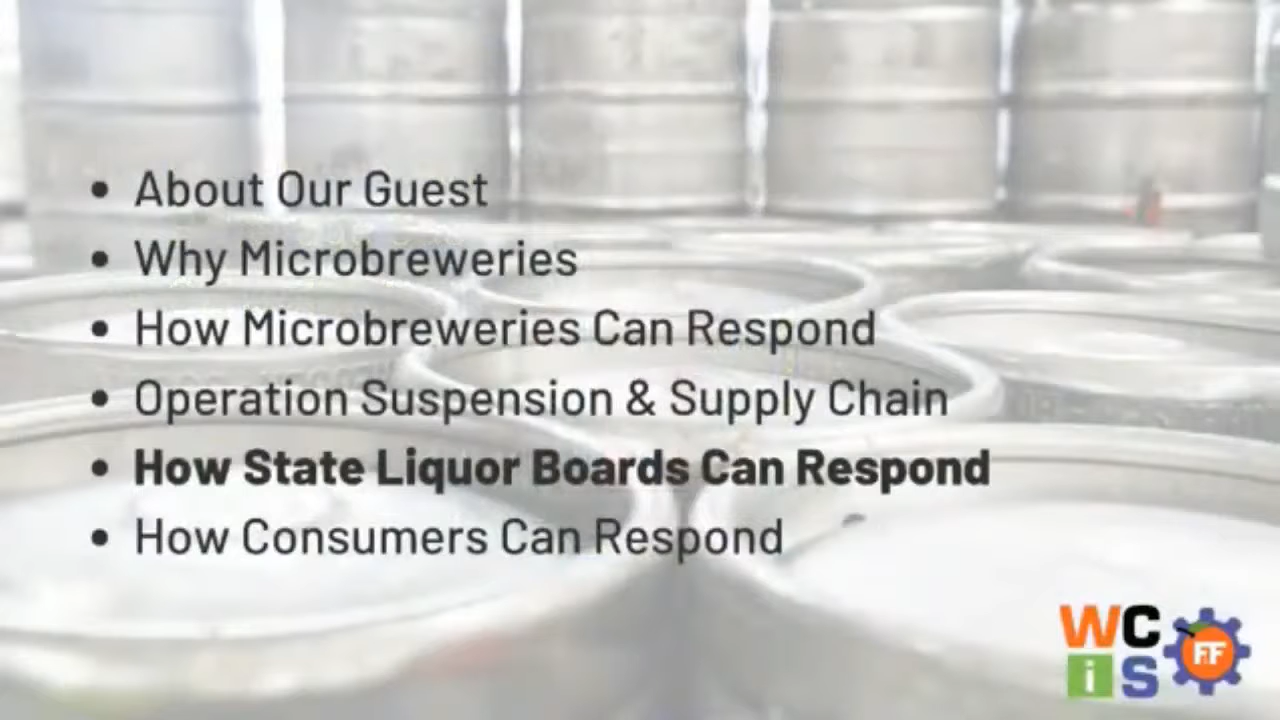 • About Our Guest
• Why Microbreweries
• How Microbreweries Can Respond
• Operation Suspension & Supply Chain
• How State Liquor Boards Can Respond
• How Consumers Can Respond
WC
iS
FF